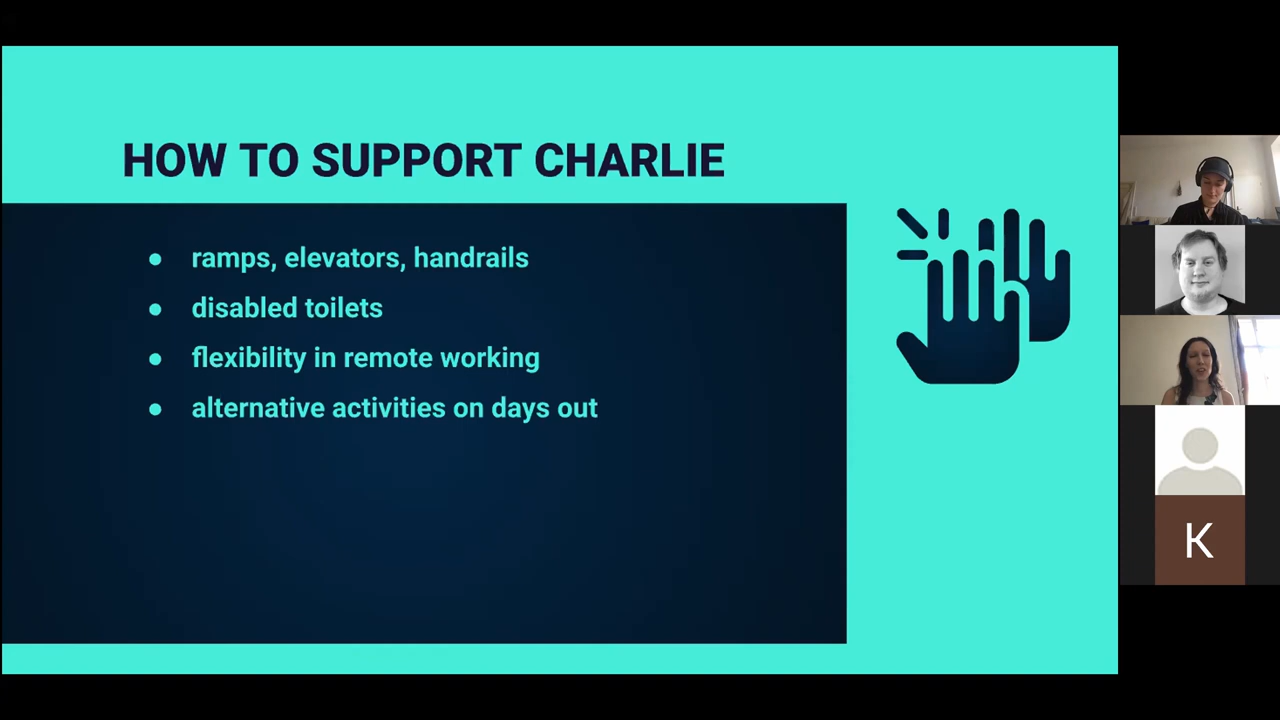 HOW TO SUPPORT CHARLIE
● ramps, elevators, handrails
● disabled toilets
● flexibility in remote working
● alternative activities on days out
K